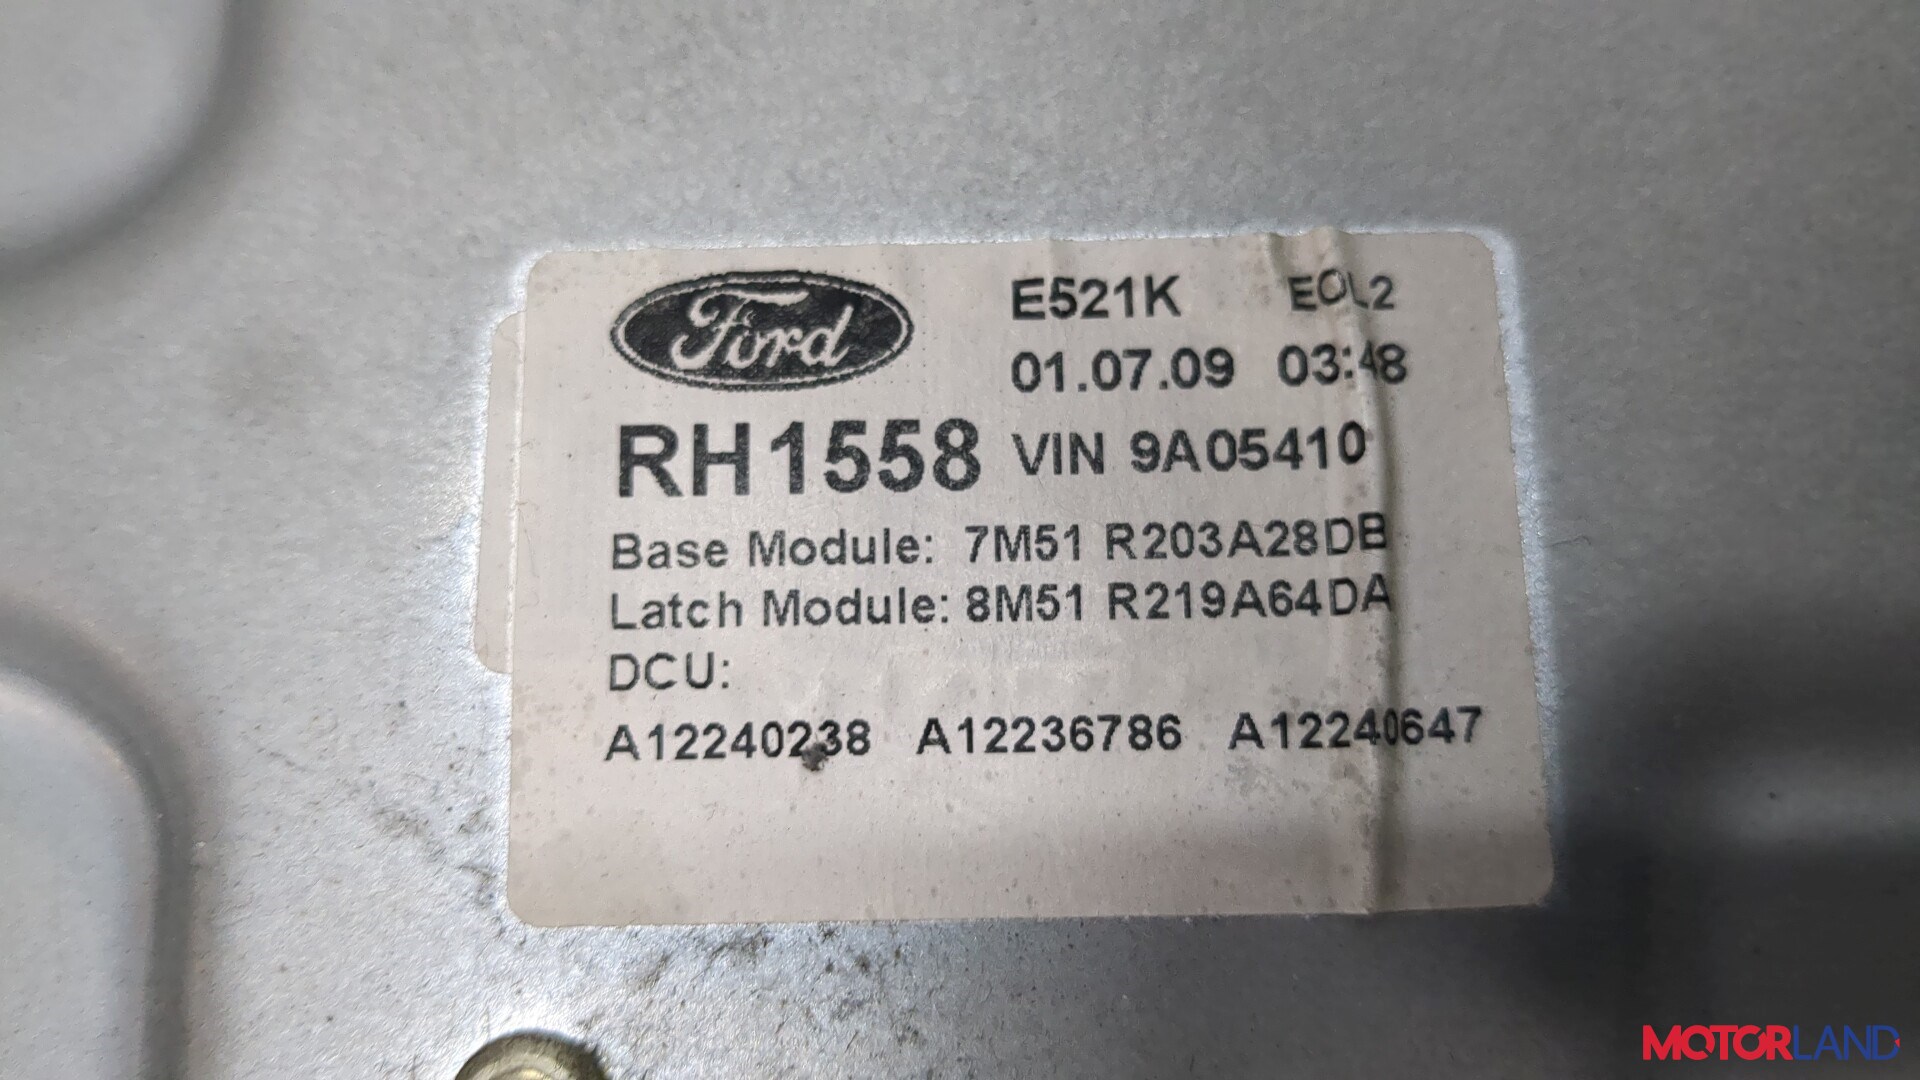 Ford
E521K EOL2
01.07.09 03:48
RH1558 VIN 9A05410
Base Module: 7M51 R203A28DB
Latch Module: 8M51 R219A64DA
DCU:
A12240238 A12236786 A12240647
MOTORLAND